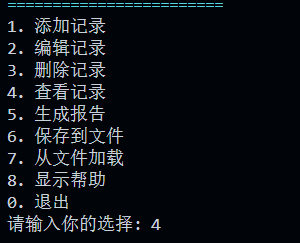 ========================
1. 添加记录
2. 编辑记录
3. 删除记录
4. 查看记录
5. 生成报告
6. 保存到文件
7. 从文件加载
8. 显示帮助
0. 退出
请输入你的选择: 4